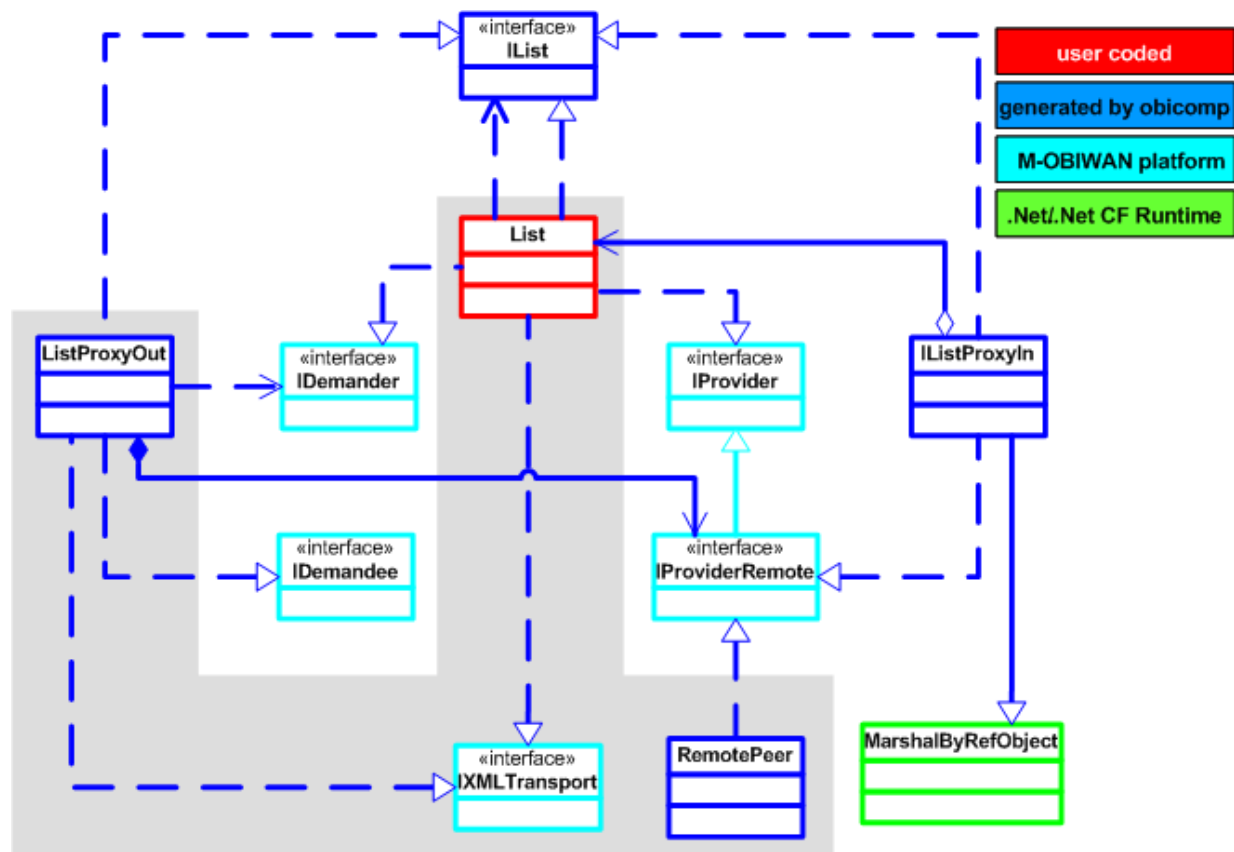 «interface»
IList
user coded
generated by obicomp
M-OBIWAN platform
.Net/.Net CF Runtime
List
ListProxyOut
«interface»
IDemander
«interface»
IProvider
IListProxyIn
«interface»
IDemandee
«interface»
IProviderRemote
«interface»
IXMLTransport
RemotePeer
MarshalByRefObject